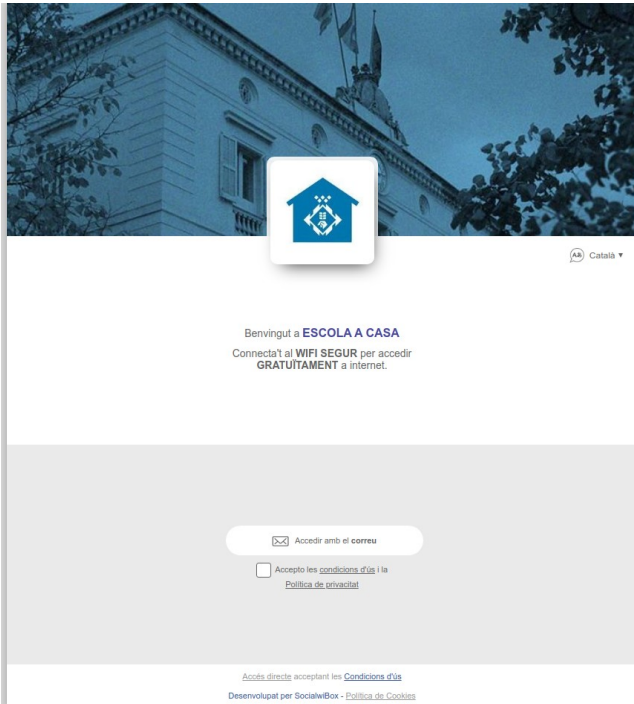 AB Català ▼
Benvingut a ESCOLA A CASA
Connecta't al WIFI SEGUR per accedir
GRATUÏTAMENT a internet.
Accedir amb el correu
Accepto les condicions d'ús i la
Política de privacitat
Accés directe acceptant les Condicions d'ús
Desenvolupat per SocialwiBox - Política de Cookies